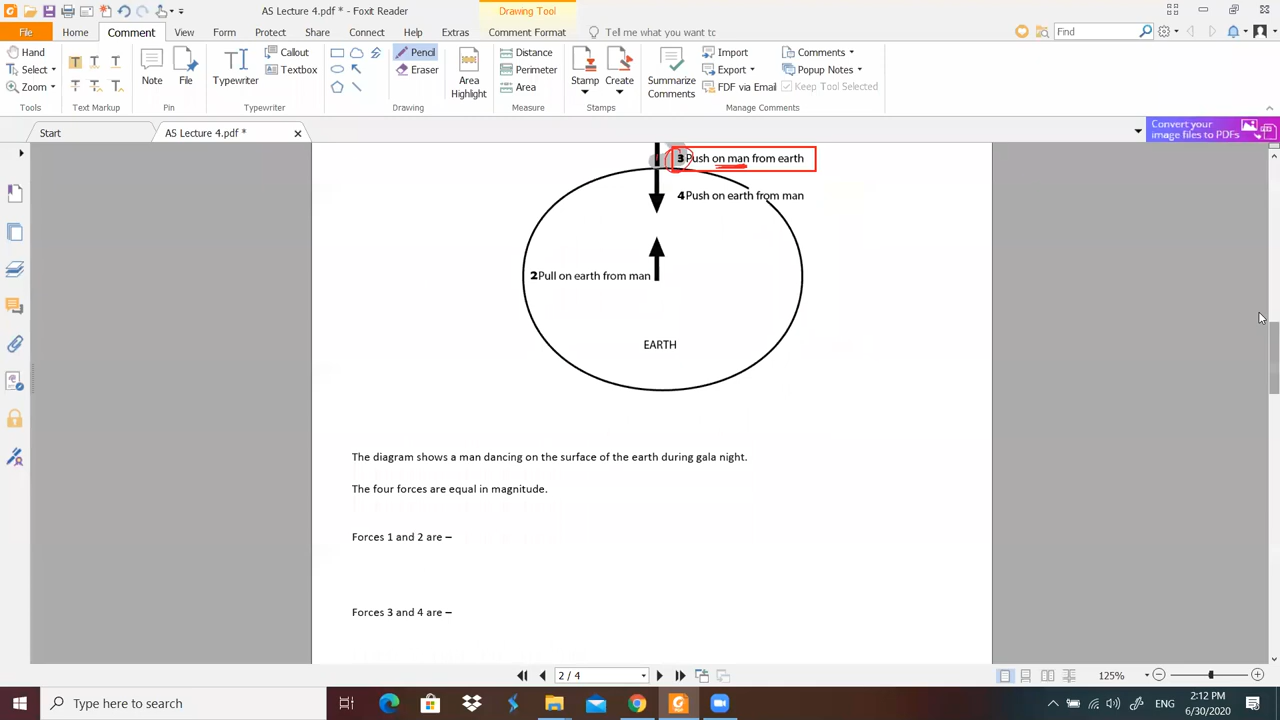 AS Lecture 4.pdf * - Foxit Reader
Drawing Tool
File Home Comment View Form Protect Share Connect Help Extras Comment Format Tell me what you want tc Find
Hand Select Zoom
Tools
Text Markup
Note File
Pin
Typewriter Callout Textbox
Typewriter
Pencil Eraser
Drawing
Area Highlight
Distance Perimeter Area
Measure
Stamp Create
Stamps
Summarize Comments Import Export FDF via Email Comments Popup Notes Keep Tool Selected
Manage Comments
Start AS Lecture 4.pdf *
Convert your
image files to PDFs
3 Push on man from earth
4 Push on earth from man
2 Pull on earth from man
EARTH
The diagram shows a man dancing on the surface of the earth during gala night.
The four forces are equal in magnitude.
Forces 1 and 2 are –
Forces 3 and 4 are –
2 / 4 125%
Type here to search
ENG
2:12 PM
6/30/2020